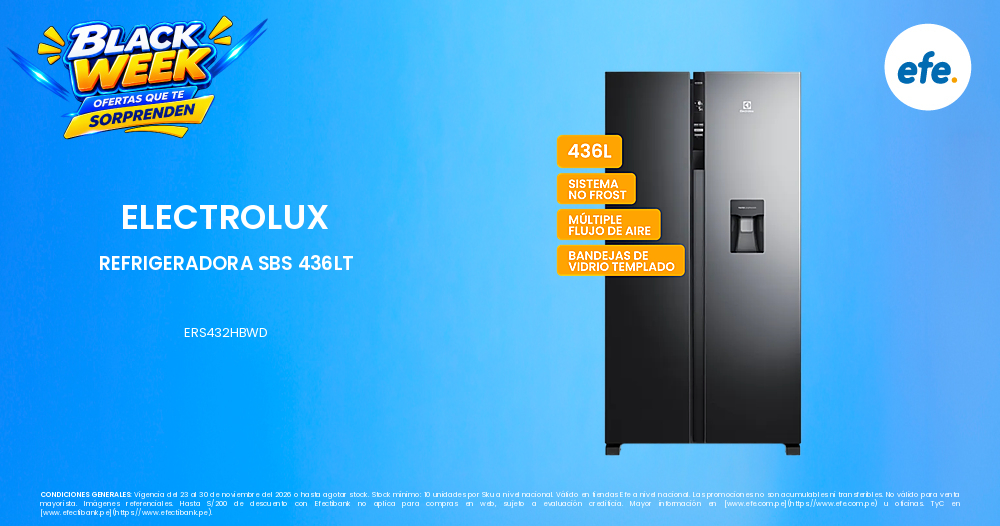 BLACK
WEEK
OFERTAS QUE TE
SORPRENDEN
efe.
ELECTROLUX
REFRIGERADORA SBS 436LT
ERS432HBWD
436L
SISTEMA
NO FROST
MÚLTIPLE
FLUJO DE AIRE
BANDEJAS DE
VIDRIO TEMPLADO
Electrolux
CONDICIONES GENERALES: Vigencia del 23 al 30 de noviembre del 2026 o hasta agotar stock. Stock mínimo: 10 unidades por Sku a nivel nacional. Válido en tiendas Efe a nivel nacional. Las promociones no son acumulables ni transferibles. No válido para venta
mayorista. Imágenes referenciales. Hasta S/200 de descuento con Efectibank no aplica para compras en web, sujeto a evaluación crediticia. Mayor información en [www.efe.com.pe](https://www.efe.com.pe) u oficinas. TyC en
[www.efectibank.pe](https://www.efectibank.pe).